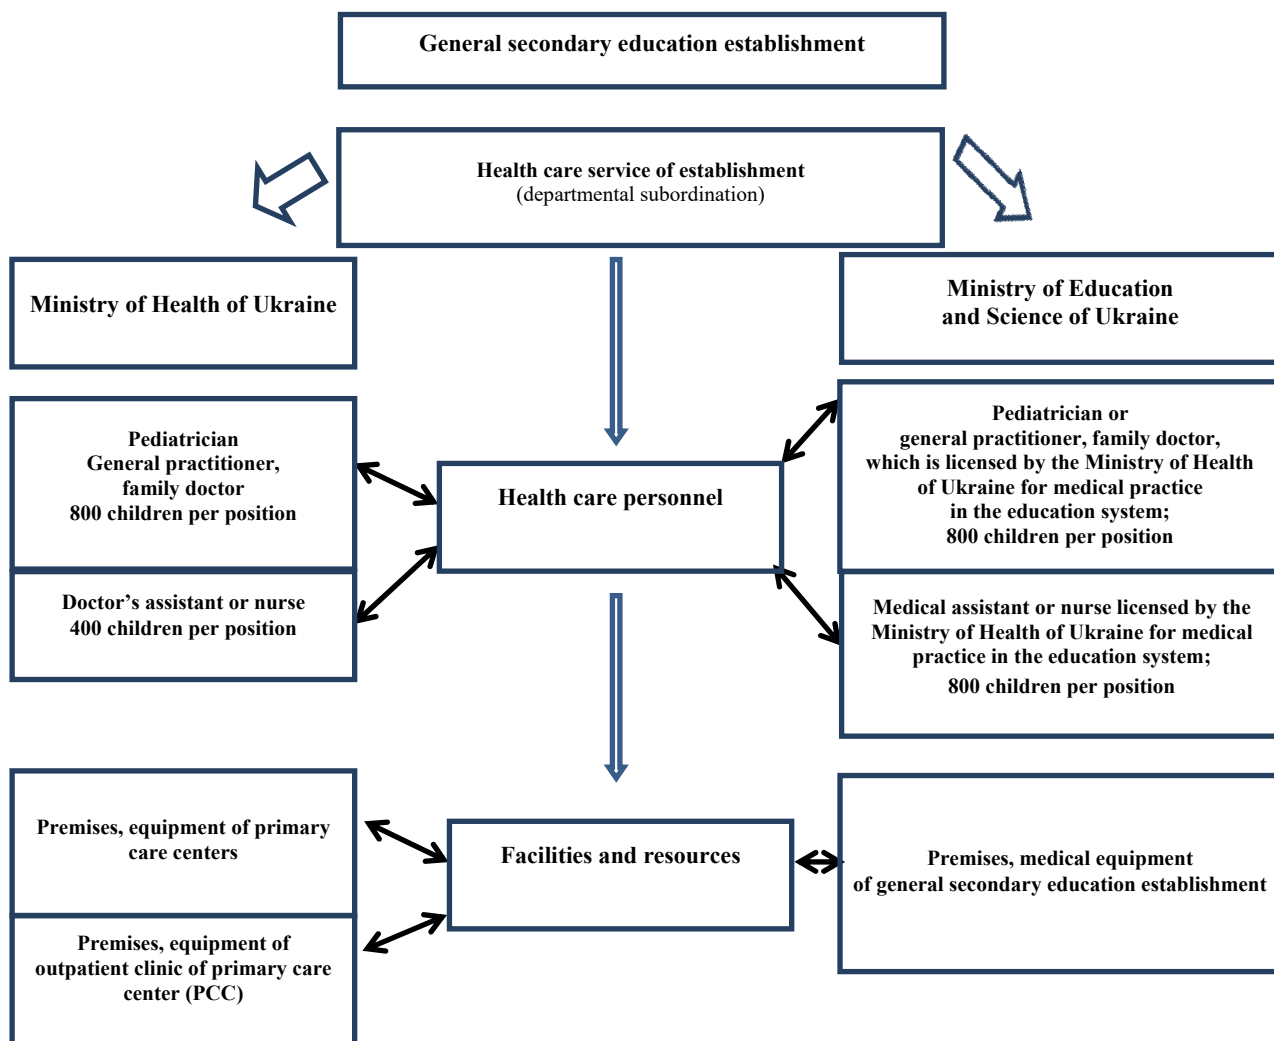 General secondary education establishment
Health care service of establishment
(departmental subordination)
Ministry of Health of Ukraine
Ministry of Education
and Science of Ukraine
Pediatrician
General practitioner,
family doctor
800 children per position
Health care personnel
Pediatrician or
general practitioner, family doctor,
which is licensed by the Ministry of Health
of Ukraine for medical practice
in the education system;
800 children per position
Doctor’s assistant or nurse
400 children per position
Medical assistant or nurse licensed by the
Ministry of Health of Ukraine for medical
practice in the education system;
800 children per position
Premises, equipment of primary
care centers
Facilities and resources
Premises, medical equipment
of general secondary education establishment
Premises, equipment of
outpatient clinic of primary care
center (PCC)